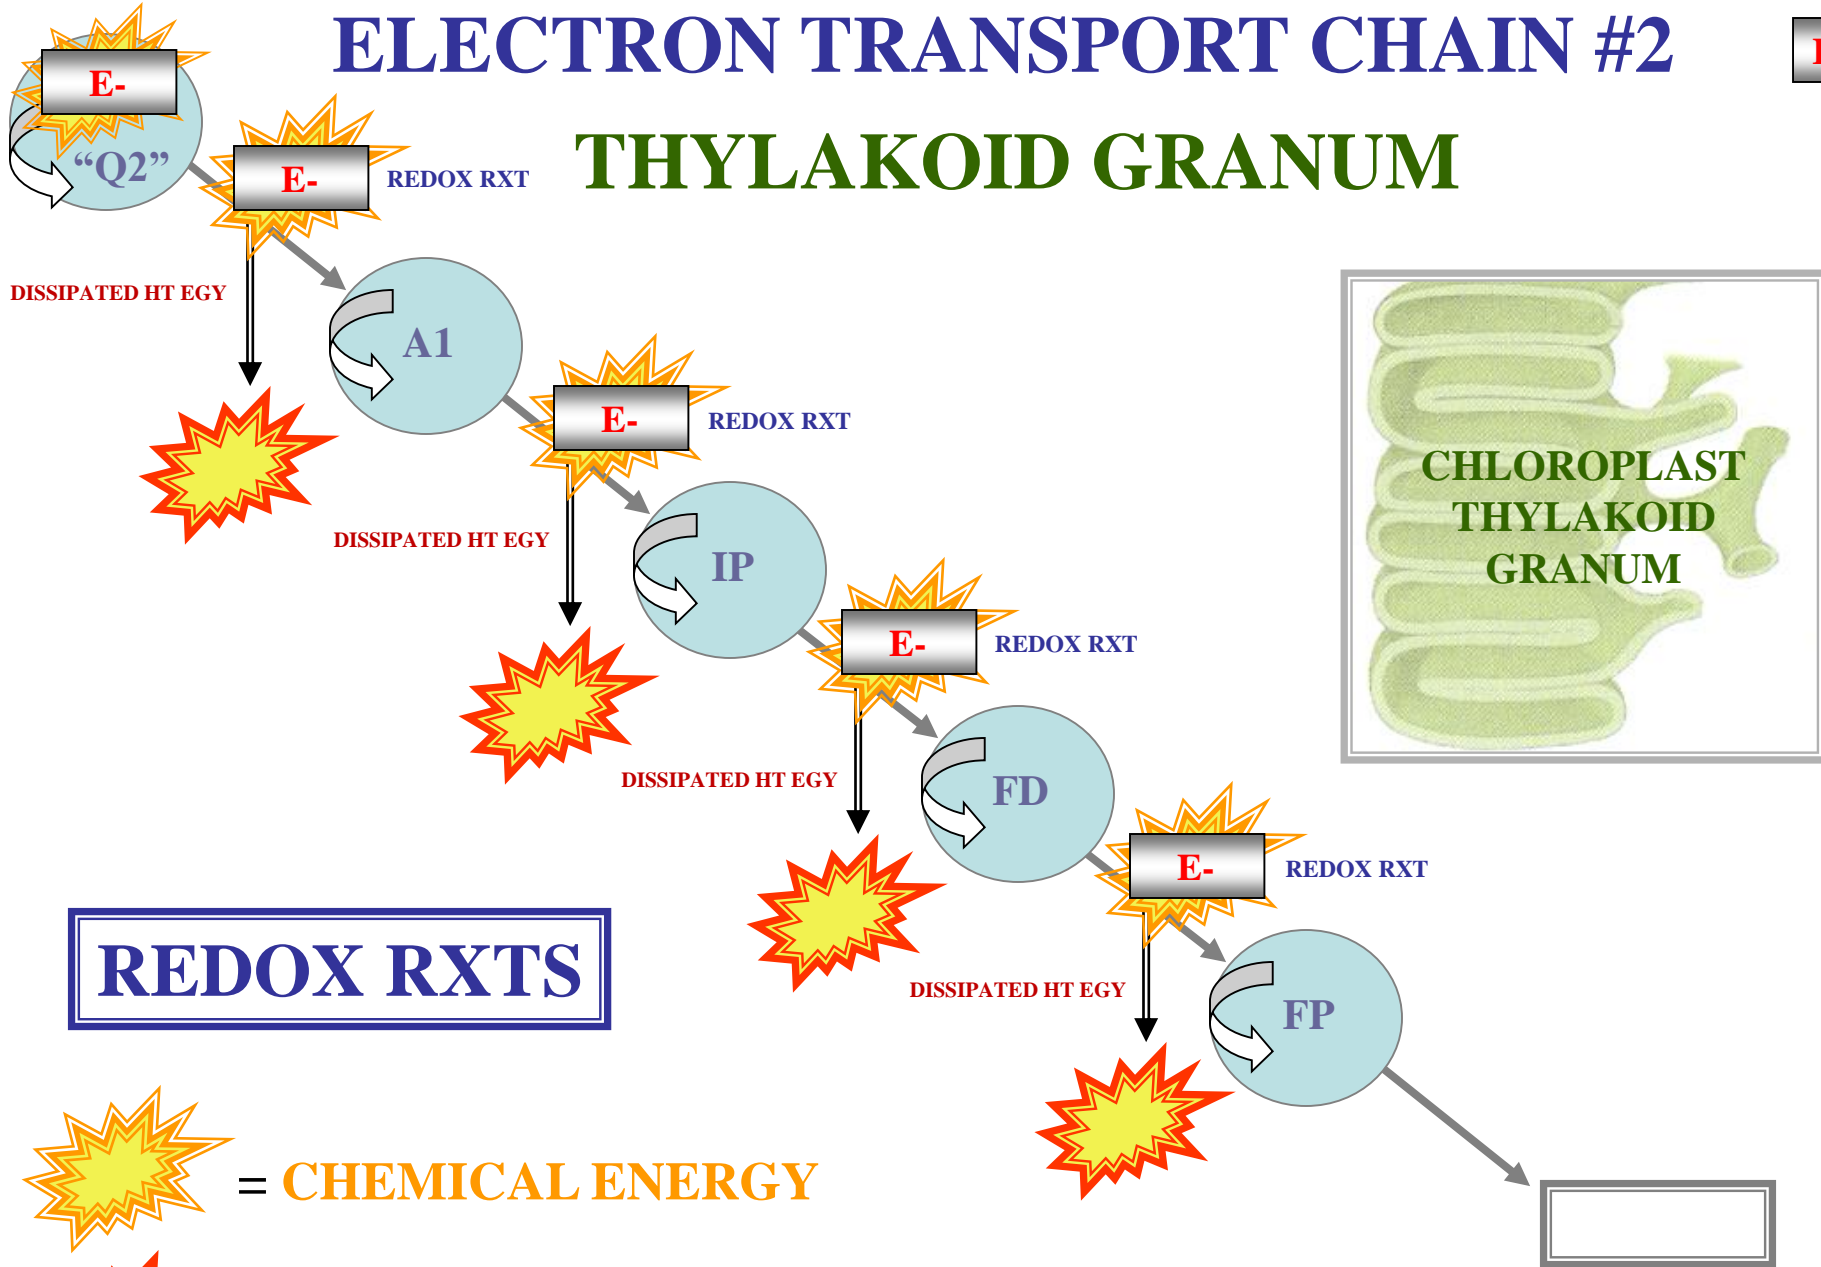 ELECTRON TRANSPORT CHAIN #2
THYLAKOID GRANUM
E-
"Q2"
E-
REDOX RXT
DISSIPATED HT EGY
A1
E-
REDOX RXT
DISSIPATED HT EGY
IP
E-
REDOX RXT
DISSIPATED HT EGY
FD
E-
REDOX RXT
DISSIPATED HT EGY
FP
CHLOROPLAST
THYLAKOID
GRANUM
REDOX RXTS
= CHEMICAL ENERGY